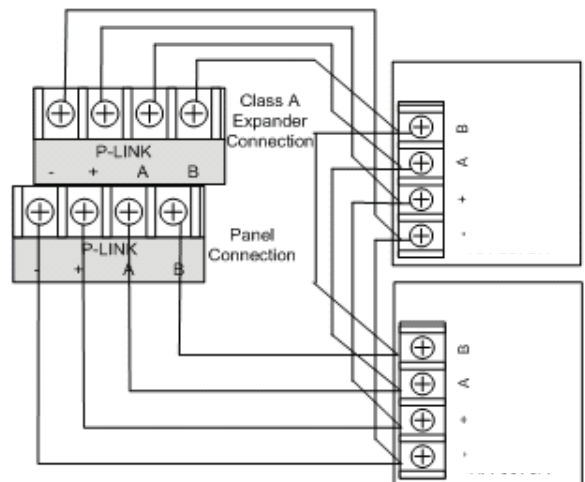 Class A
Expander
Connection
P-LINK
- + A B
Panel
Connection
P-LINK
- + A B
B
A
+
-
B
A
+
-